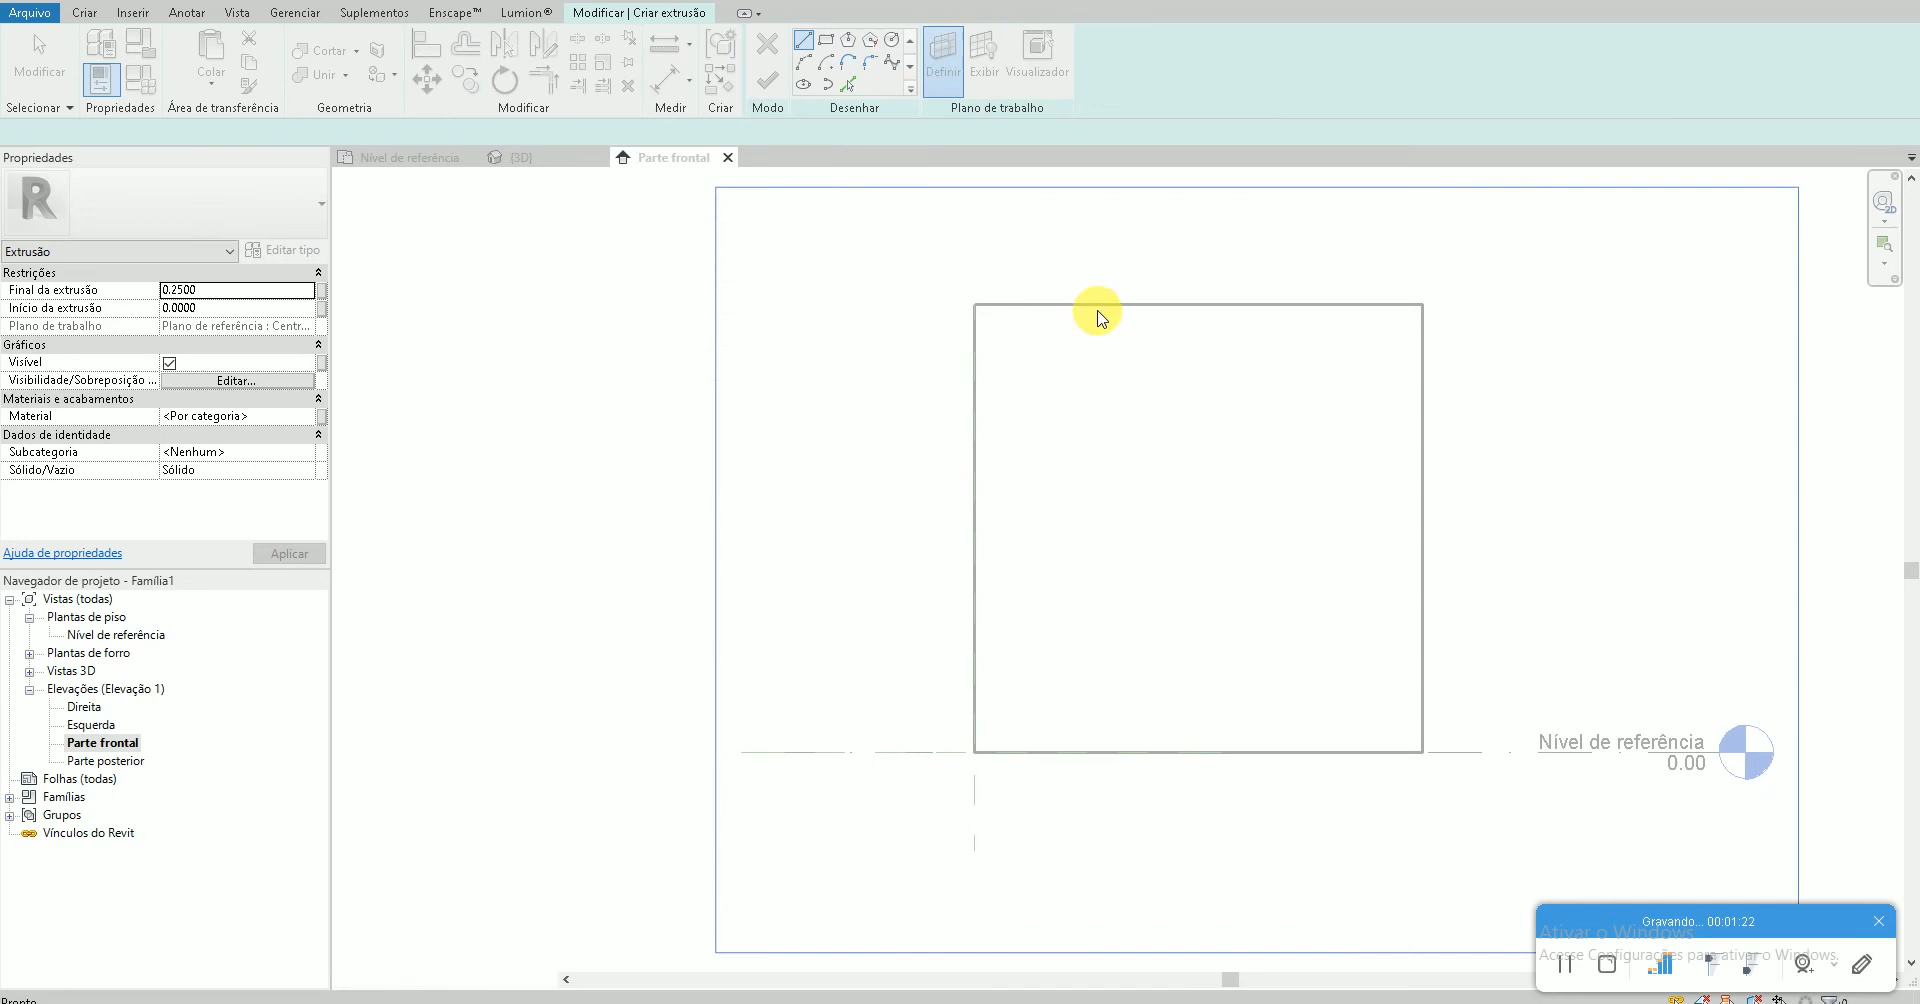 Arquivo Criar Inserir Anotar Vista Gerenciar Suplementos Enscape™ Lumion® Modificar | Criar extrusão
Modificar
Colar
Cortar
Unir
Definir Exibir Visualizador
Selecionar Propriedades Área de transferência Geometria Modificar Medir Criar Modo Desenhar Plano de trabalho
Propriedades
Nível de referência {3D} Parte frontal
R
Extrusão Editar tipo
Restrições
Final da extrusão 0.2500
Início da extrusão 0.0000
Plano de trabalho Plano de referência : Centr...
Gráficos
Visível
Visibilidade/Sobreposição ... Editar...
Materiais e acabamentos
Material <Por categoria>
Dados de identidade
Subcategoria <Nenhum>
Sólido/Vazio Sólido
Ajuda de propriedades Aplicar
Navegador de projeto - Família1
Vistas (todas)
Plantas de piso
Nível de referência
Plantas de forro
Vistas 3D
Elevações (Elevação 1)
Direita
Esquerda
Parte frontal
Parte posterior
Folhas (todas)
Famílias
Grupos
Vínculos do Revit
2D
Nível de referência
0.00
Gravando... 00:01:22
Ativar o Windows
Acesse Configurações para ativar o Windows.
Pronto